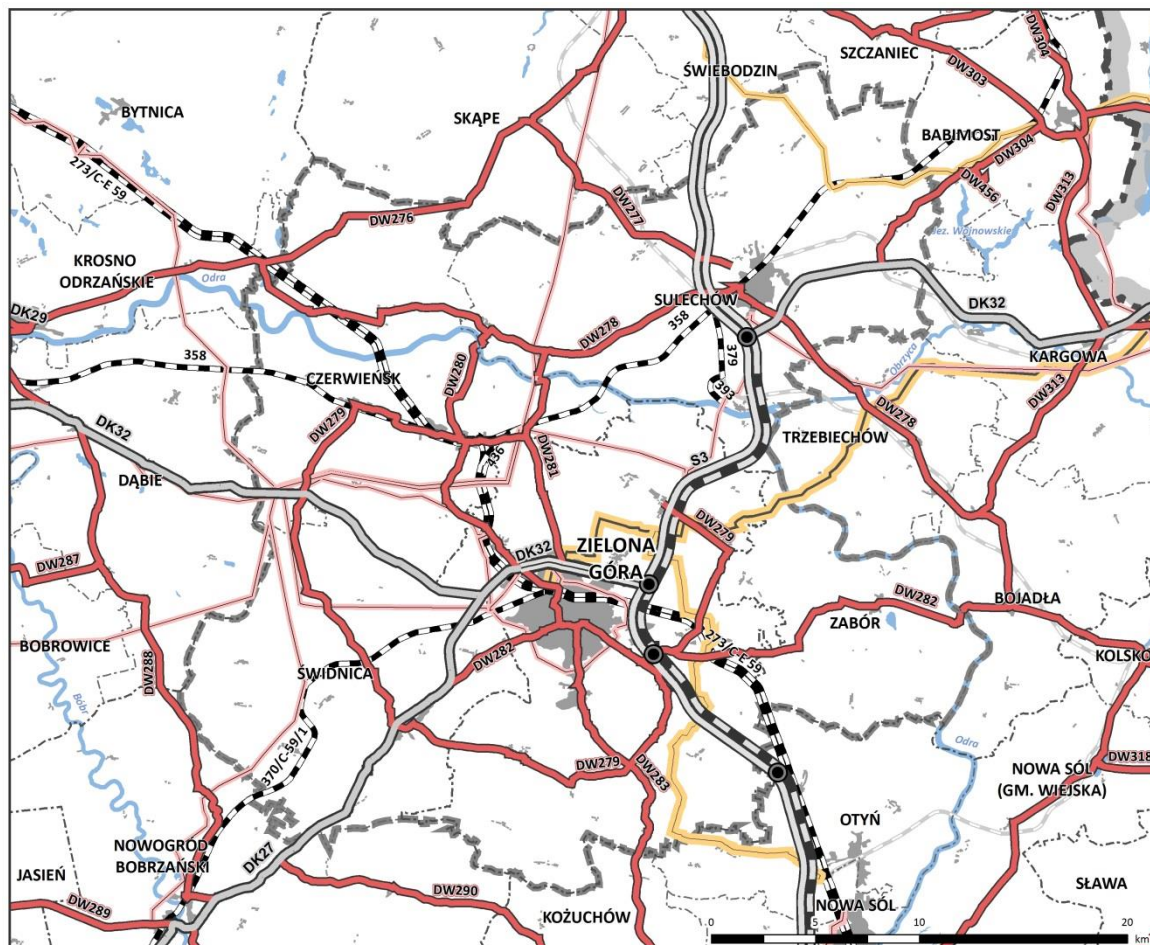 SZCZANIEC
DW304
ŚWIEBODZIN
DW303
BYTNICA
SKĄPE
BABIMOST
DW304
273/C-E 59
DW456
DW313
DW277
DW276
Jez. Wojnowskie
KROSNO
ODRZAŃSKIE
Odra
DK29
SULECHÓW
DK32
358
DW278
358
379
Obrzyca
KARGOWA
CZERWIEŃSK
DW280
393
DW313
DW279
DW278
DK32
TRZEBIECHÓW
DW281
436
S3
DĄBIE
DW279
ZIELONA
GÓRA
DK32
DW287
DW282
BOJADŁA
ZABÓR
BOBROWICE
273/C-E 59
KOLSKO
DW288
ŚWIDNICA
DW282
Bóbr
370/C-59/1
Odra
DW279
DW283
DW318
NOWA SÓL
(GM. WIEJSKA)
OTYŃ
NOWOGRÓD
BOBRZAŃSKI
DK27
JASIEŃ
DW290
SŁAWA
DW289
KOŻUCHÓW
NOWA SÓL
0 5 10 20
km